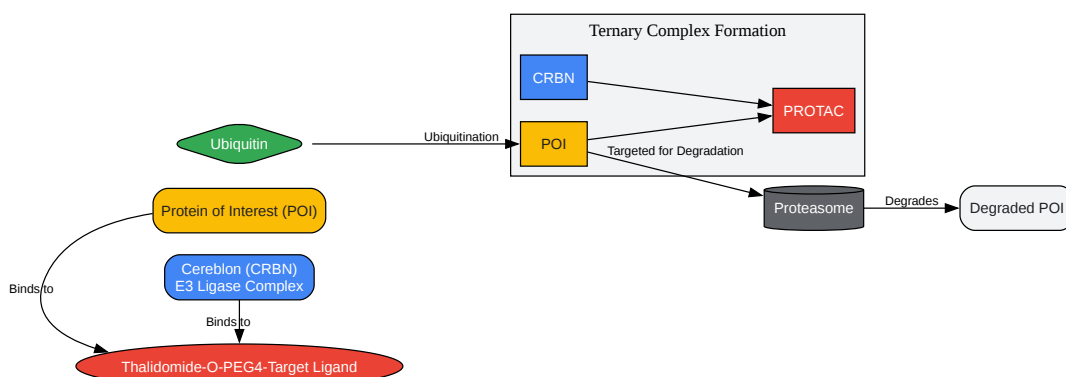 Ternary Complex Formation
CRBN
PROTAC
Ubiquitin
Ubiquitination
POI
Targeted for Degradation
Protein of Interest (POI)
Proteasome
Degrades
Degraded POI
Cereblon (CRBN)
E3 Ligase Complex
Binds to
Binds to
Thalidomide-O-PEG4-Target Ligand